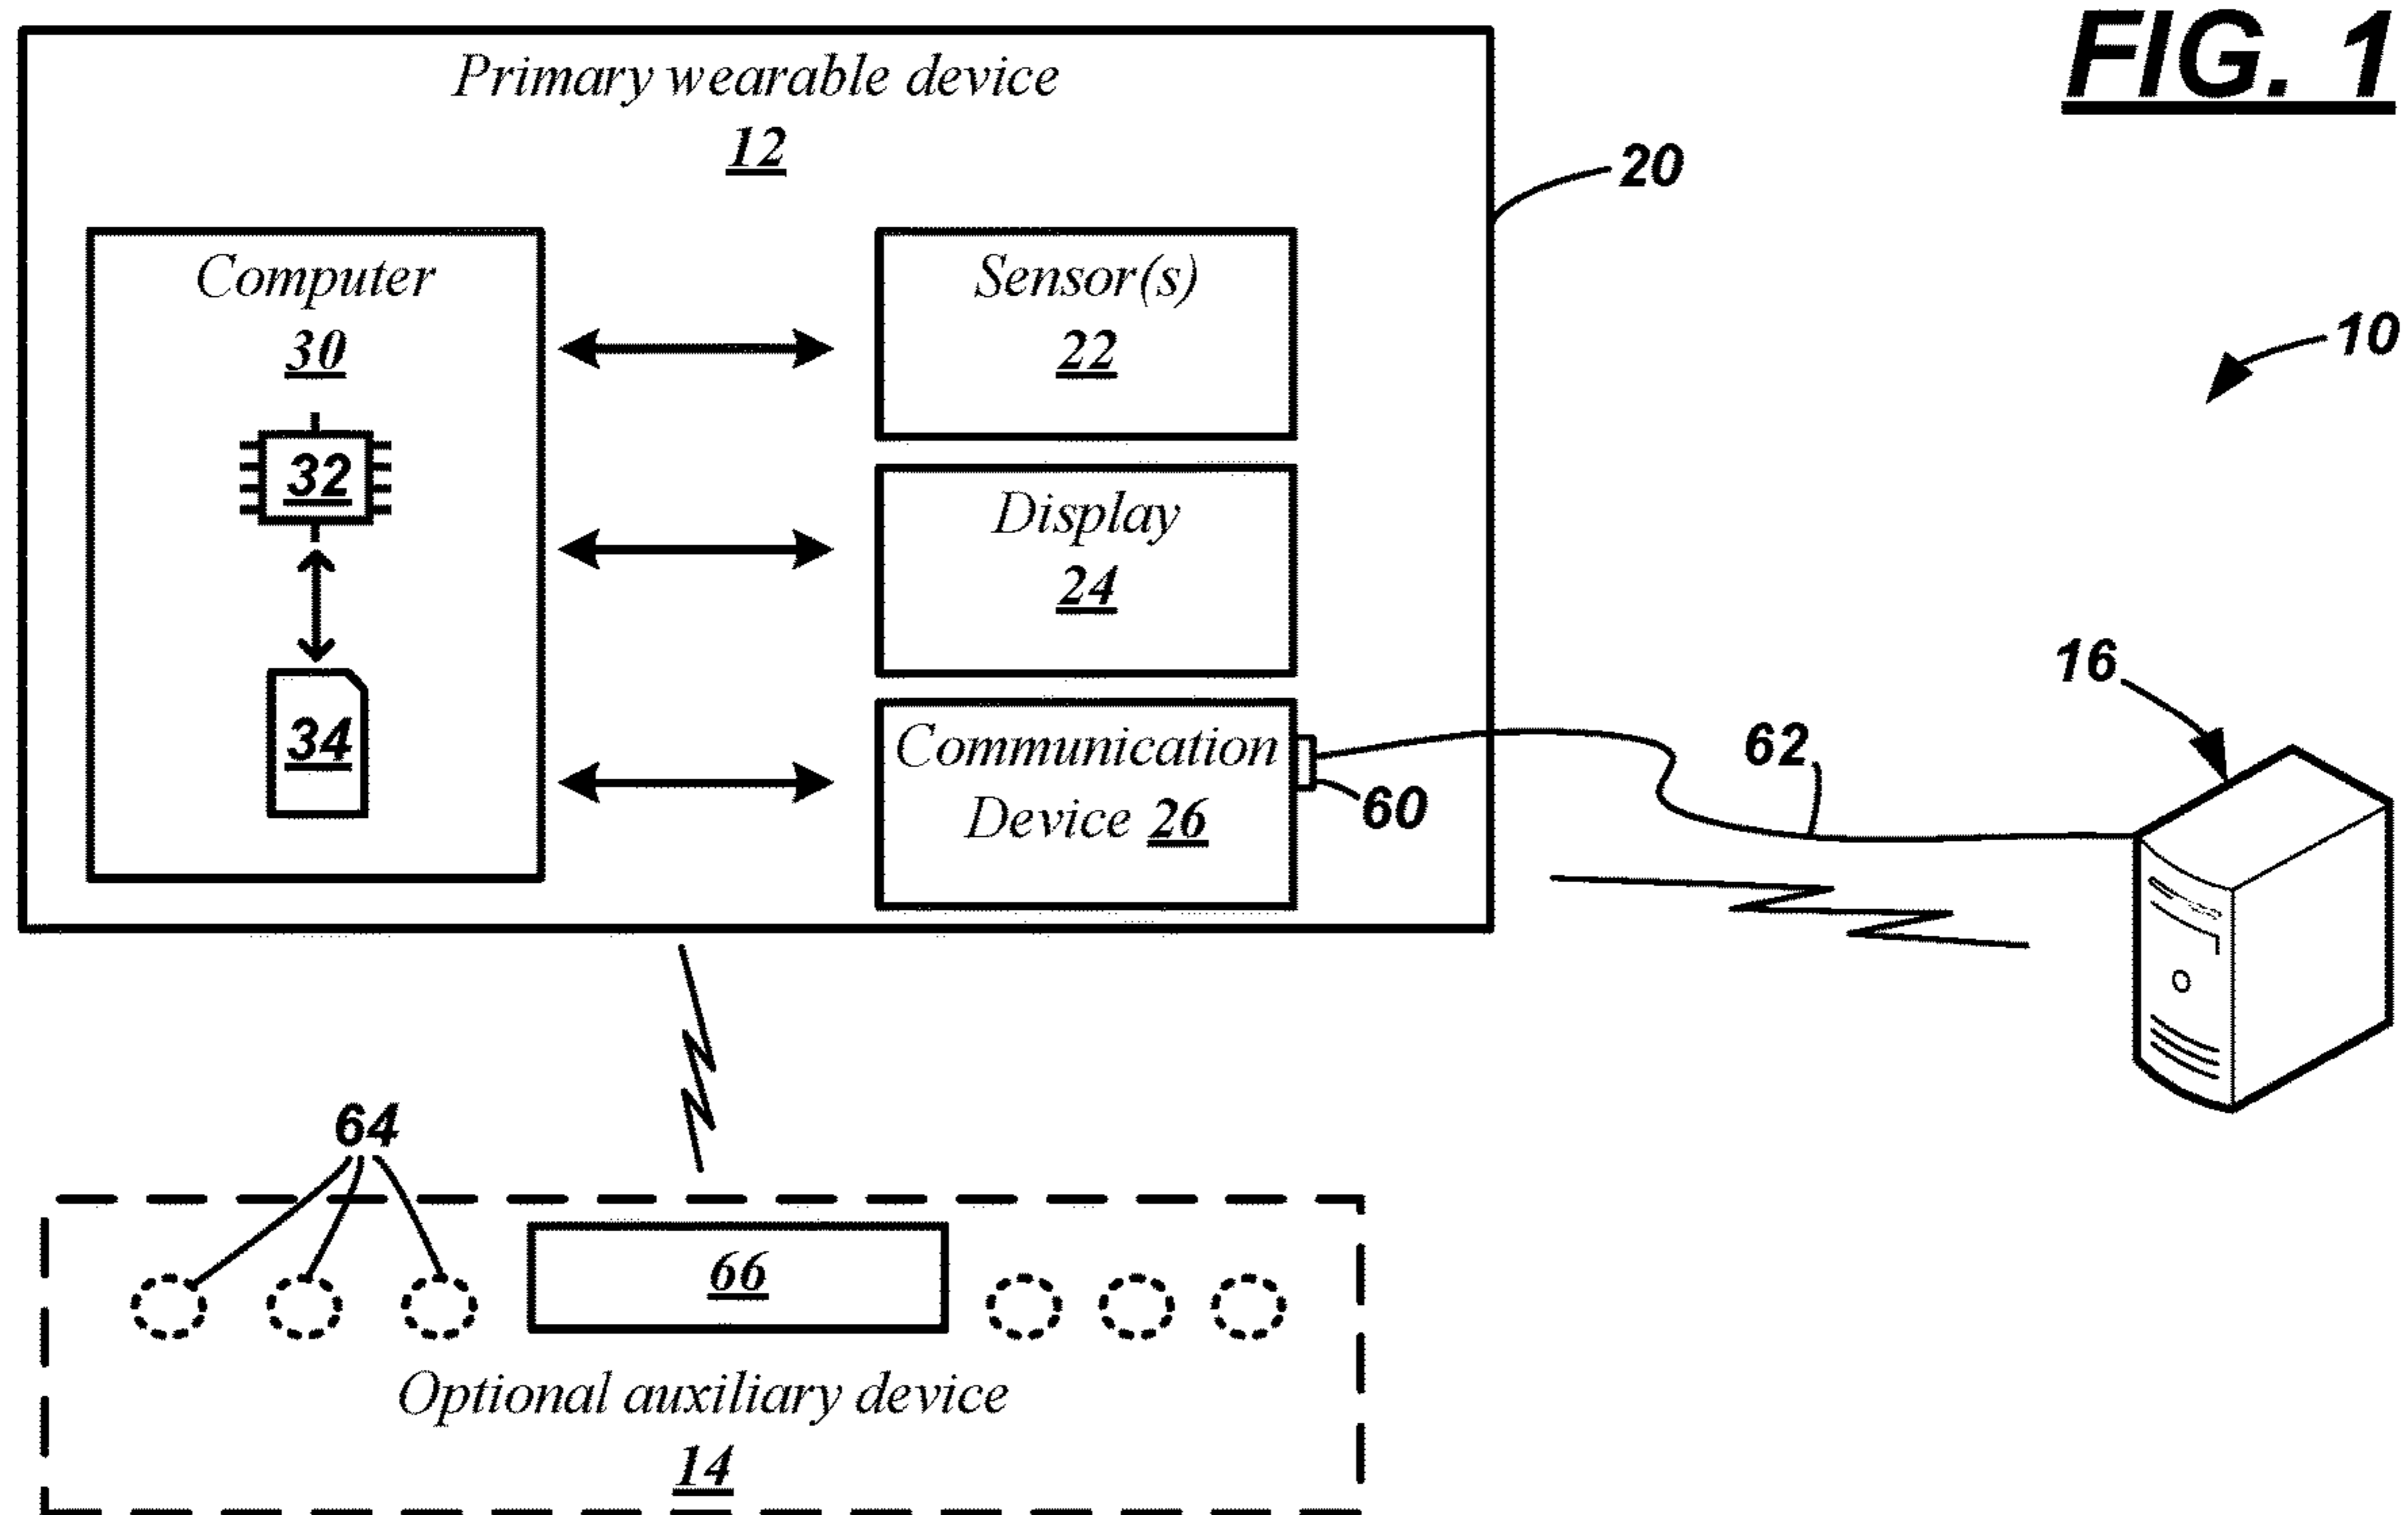 FIG. 1
Primary wearable device
12
20
10
Computer
30
32
34
Sensor(s)
22
Display
24
Communication
Device 26
60
62
16
64
66
Optional auxiliary device
14